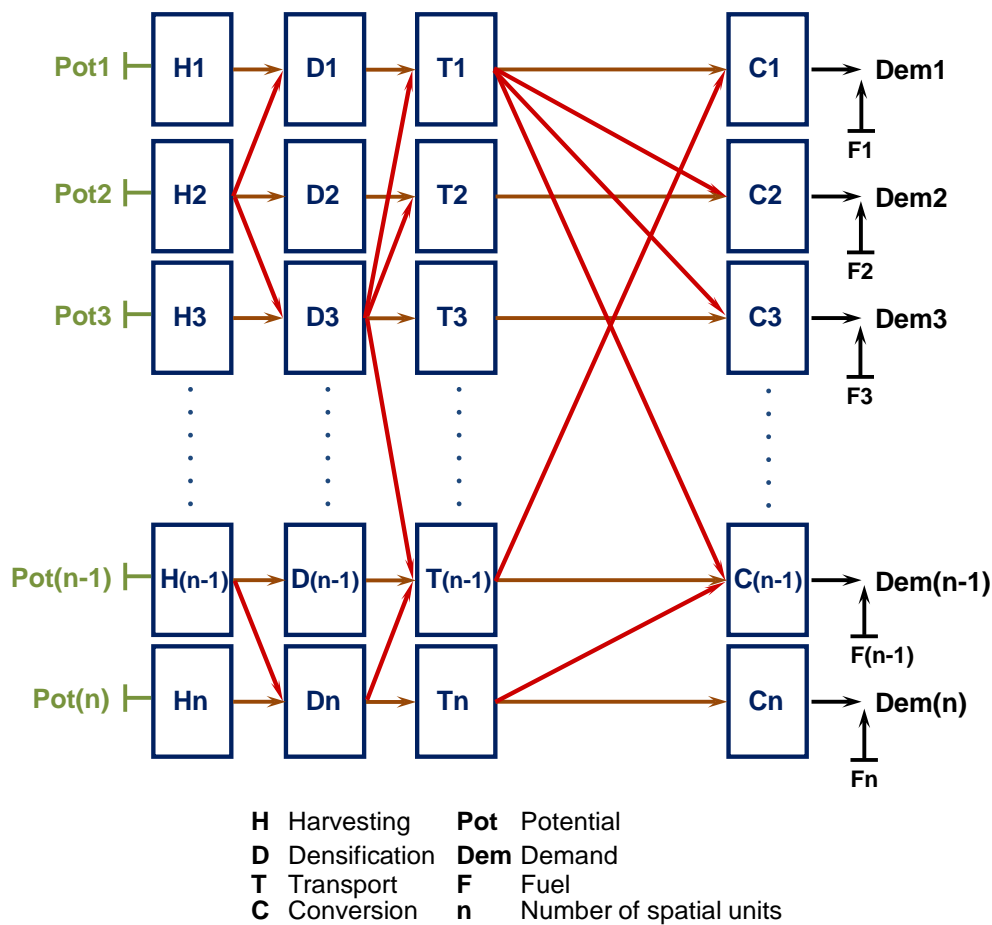 Pot1 H1 D1 T1 C1 Dem1
F1
Pot2 H2 D2 T2 C2 Dem2
F2
Pot3 H3 D3 T3 C3 Dem3
F3
Pot(n-1) H(n-1) D(n-1) T(n-1) C(n-1) Dem(n-1)
F(n-1)
Pot(n) Hn Dn Tn Cn Dem(n)
Fn
H Harvesting Pot Potential
D Densification Dem Demand
T Transport F Fuel
C Conversion n Number of spatial units